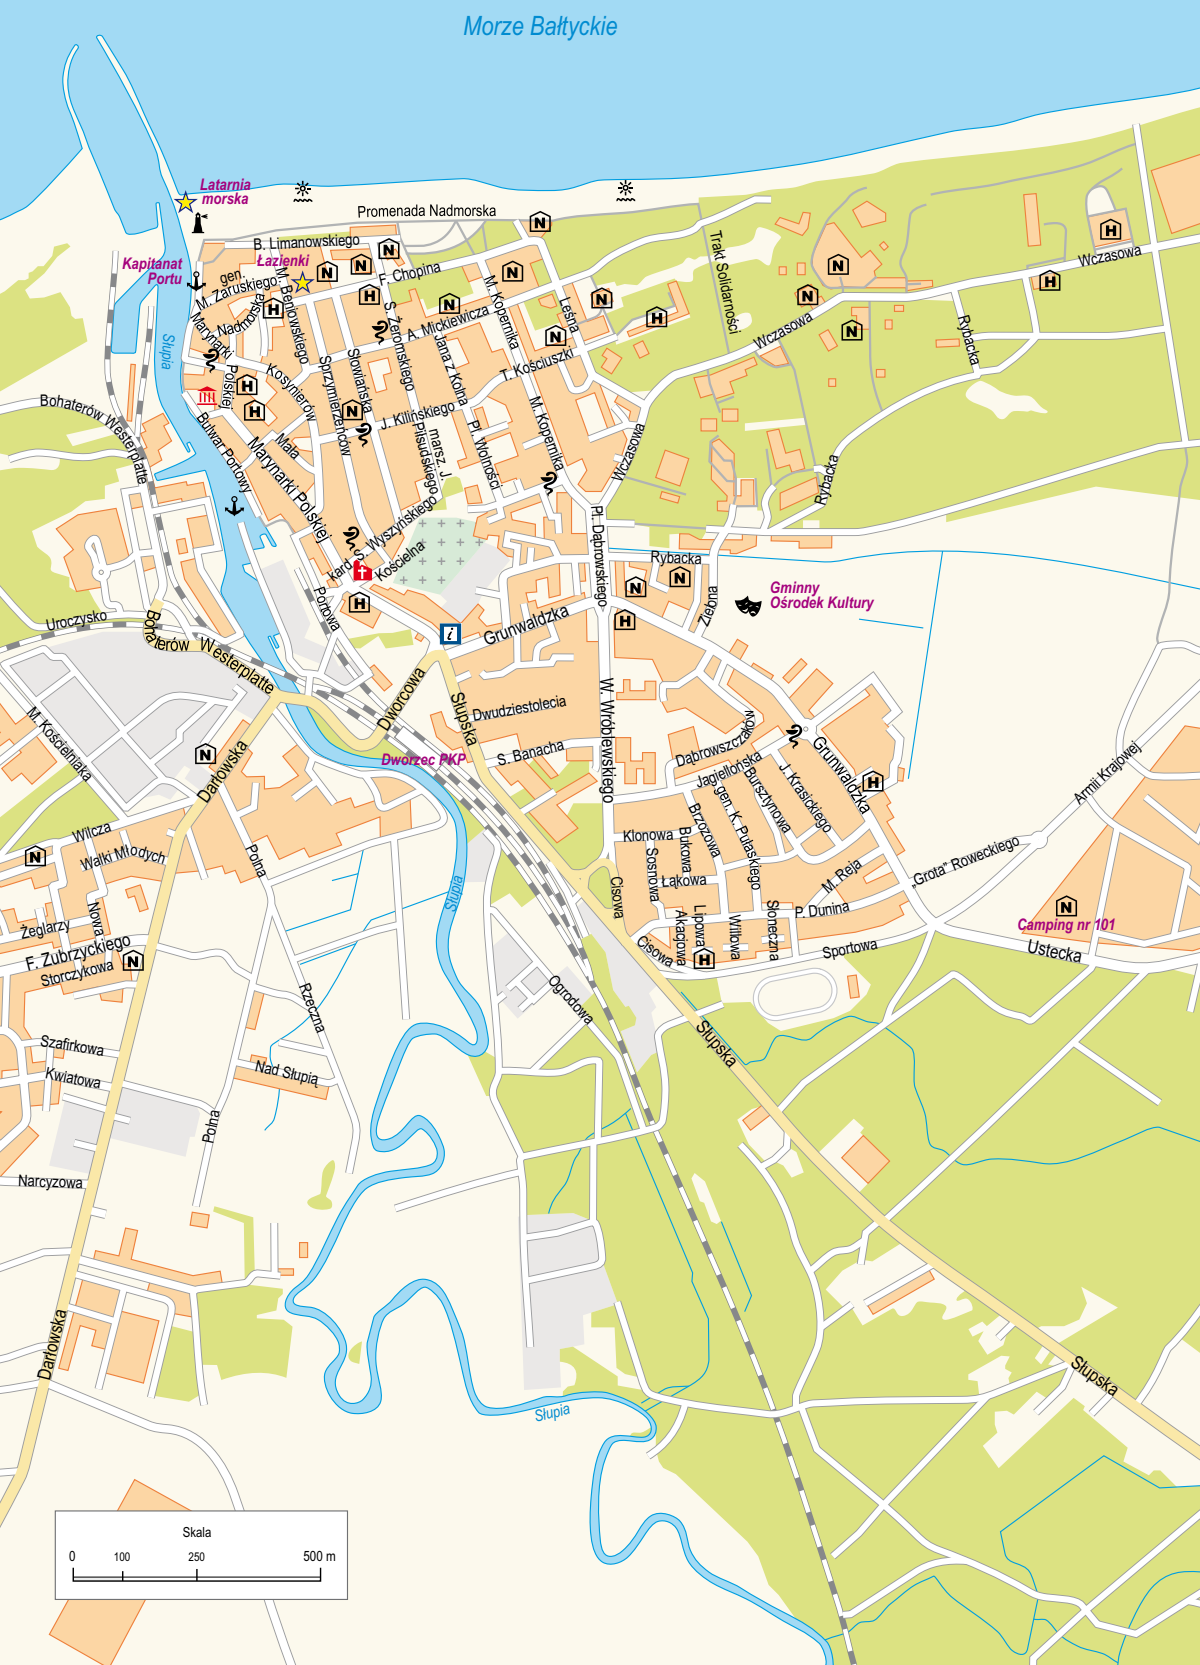 Morze Bałtyckie
Latarnia
morska
Promenada Nadmorska
B. Limanowskiego
Łazienki
Kapitanat
Portu
gen.
M. Zaruskiego
F. Chopina
M. Beniowskiego
Nadmorska
Marynarki
Polskiej
A. Mickiewicza
M. Kopernika
Leśna
Trakt Solidarności
Wczasowa
Wczasowa
Rybacka
Słupia
S. Żeromskiego
Jana z Kolna
T. Kościuszki
Kosynierów
Sprzymierzeńców
Słowiańska
J. Kilińskiego
Bohaterów Westerplatte
Bulwar Portowy
Mała
Marynarki Polskiej
marsz. J.
Piłsudskiego
Pl. Wolności
M. Kopernika
Wczasowa
Rybacka
kard. S. Wyszyńskiego
Kościelna
Pl. Dąbrowskiego
Rybacka
Źlebna
Gminny
Ośrodek Kultury
Portowa
Grunwaldzka
Uroczysko
Bohaterów Westerplatte
Dworcowa
Słupska
Dwudziestolecia
S. Banacha
W. Wróblewskiego
Dworzec PKP
M. Kościelniaka
Darłowska
Dąbrowszczaków
Jagiellońska
Grunwaldzka
Bursztynowa
J. Krasickiego
gen. K. Pułaskiego
Brzozowa
Armii Krajowej
Wilcza
Walki Młodych
Polna
Klonowa
Bukowa
Sosnowa
Łąkowa
Cisowa
M. Reja
„Grota" Roweckiego
P. Dunina
Słoneczna
Willowa
Lipowa
Akacjowa
Cisowa
Sportowa
Camping nr 101
Ustecka
Słupia
Żeglarzy
Nowa
F. Zubrzyckiego
Storczykowa
Rzeczna
Ogrodowa
Słupska
Szafirkowa
Kwiatowa
Nad Słupią
Polna
Narcyzowa
Darłowska
Słupska
Słupia
Skala
0 100 250 500 m